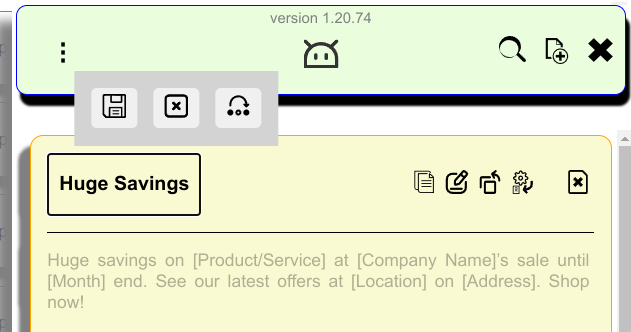 version 1.20.74
Huge Savings
Huge savings on [Product/Service] at [Company Name]’s sale until
[Month] end. See our latest offers at [Location] on [Address]. Shop
now!